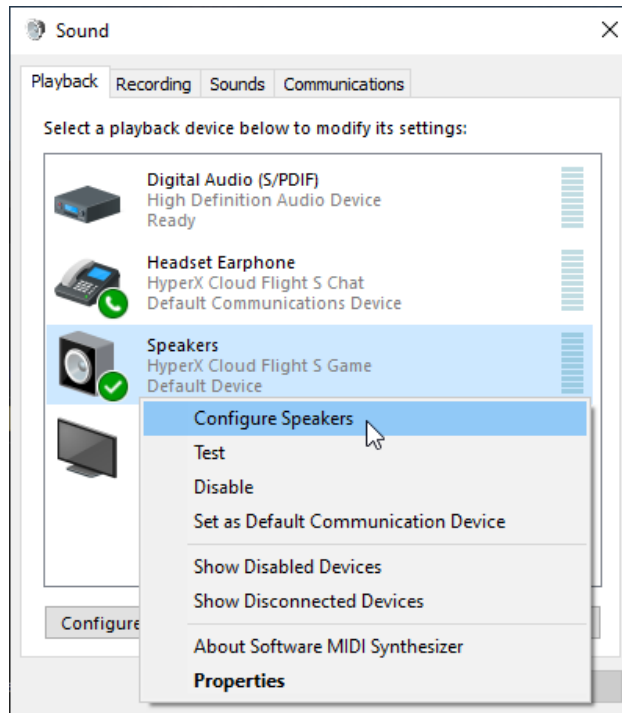 Sound
Playback Recording Sounds Communications
Select a playback device below to modify its settings:
Digital Audio (S/PDIF)
High Definition Audio Device
Ready
Headset Earphone
HyperX Cloud Flight S Chat
Default Communications Device
Speakers
HyperX Cloud Flight S Game
Default Device
Configure Speakers
Test
Disable
Set as Default Communication Device
Show Disabled Devices
Show Disconnected Devices
Configure
About Software MIDI Synthesizer
Properties